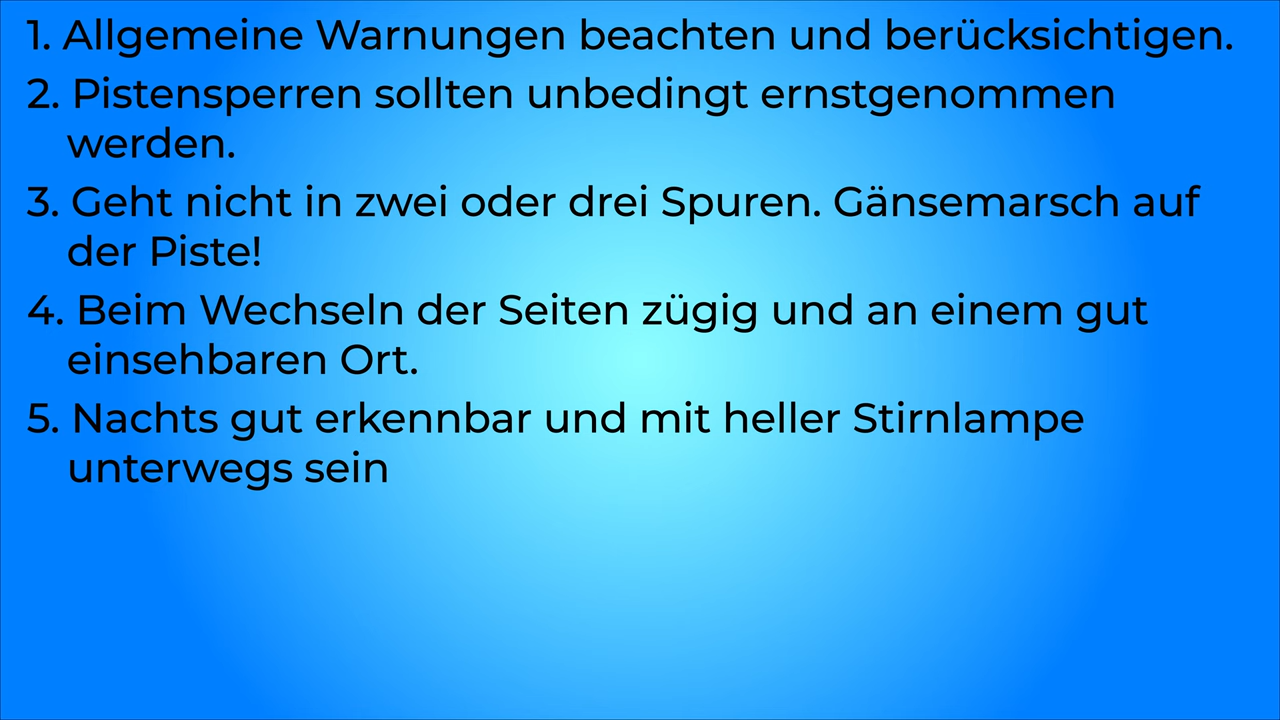 1. Allgemeine Warnungen beachten und berücksichtigen.
2. Pistensperren sollten unbedingt ernstgenommen
werden.
3. Geht nicht in zwei oder drei Spuren. Gänsemarsch auf
der Piste!
4. Beim Wechseln der Seiten zügig und an einem gut
einsehbaren Ort.
5. Nachts gut erkennbar und mit heller Stirnlampe
unterwegs sein